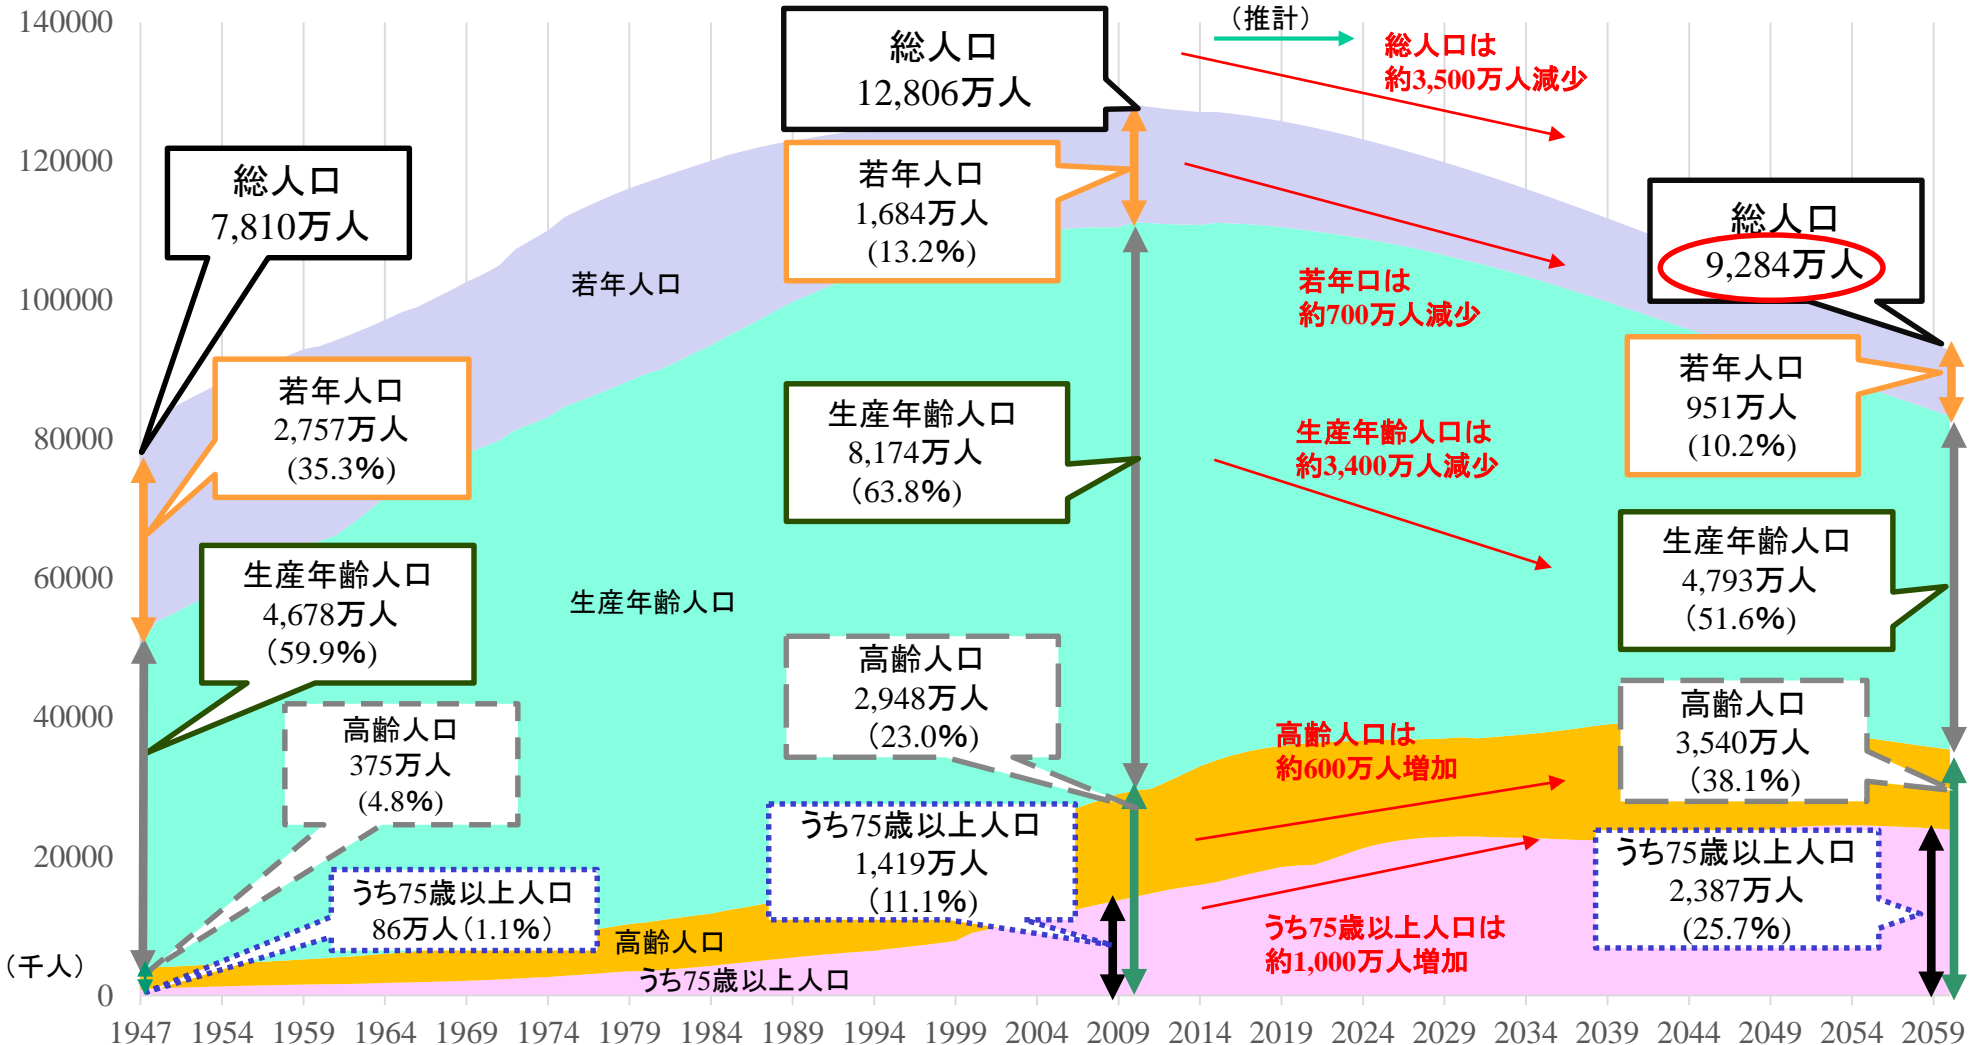 140000
120000
100000
80000
60000
40000
20000
0
(千人)
総人口
7,810万人
若年人口
2,757万人
(35.3%)
生産年齢人口
4,678万人
(59.9%)
高齢人口
375万人
(4.8%)
うち75歳以上人口
86万人(1.1%)
若年人口
生産年齢人口
高齢人口
うち75歳以上人口
総人口
12,806万人
若年人口
1,684万人
(13.2%)
生産年齢人口
8,174万人
(63.8%)
高齢人口
2,948万人
(23.0%)
うち75歳以上人口
1,419万人
(11.1%)
(推計)
総人口は
約3,500万人減少
若年口は
約700万人減少
生産年齢人口は
約3,400万人減少
高齢人口は
約600万人増加
うち75歳以上人口は
約1,000万人増加
総人口
9,284万人
若年人口
951万人
(10.2%)
生産年齢人口
4,793万人
(51.6%)
高齢人口
3,540万人
(38.1%)
うち75歳以上人口
2,387万人
(25.7%)
1947 1954 1959 1964 1969 1974 1979 1984 1989 1994 1999 2004 2009 2014 2019 2024 2029 2034 2039 2044 2049 2054 2059